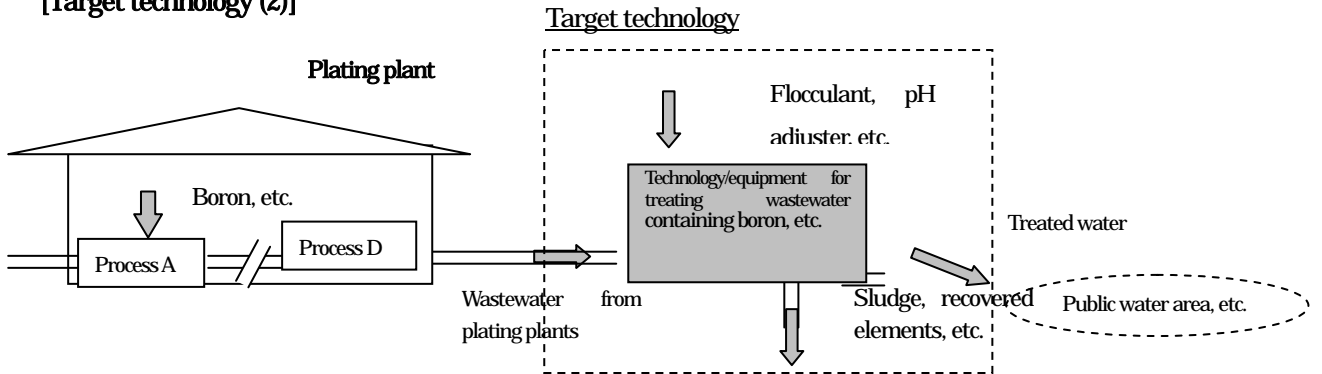 [Target technology (2)]
Target technology
Plating plant
Flocculant, pH
adjuster, etc.
Boron, etc.
Process A
Process D
Technology/equipment for
treating wastewater
containing boron, etc.
Wastewater from
plating plants
Sludge, recovered
elements, etc.
Treated water
Public water area, etc.